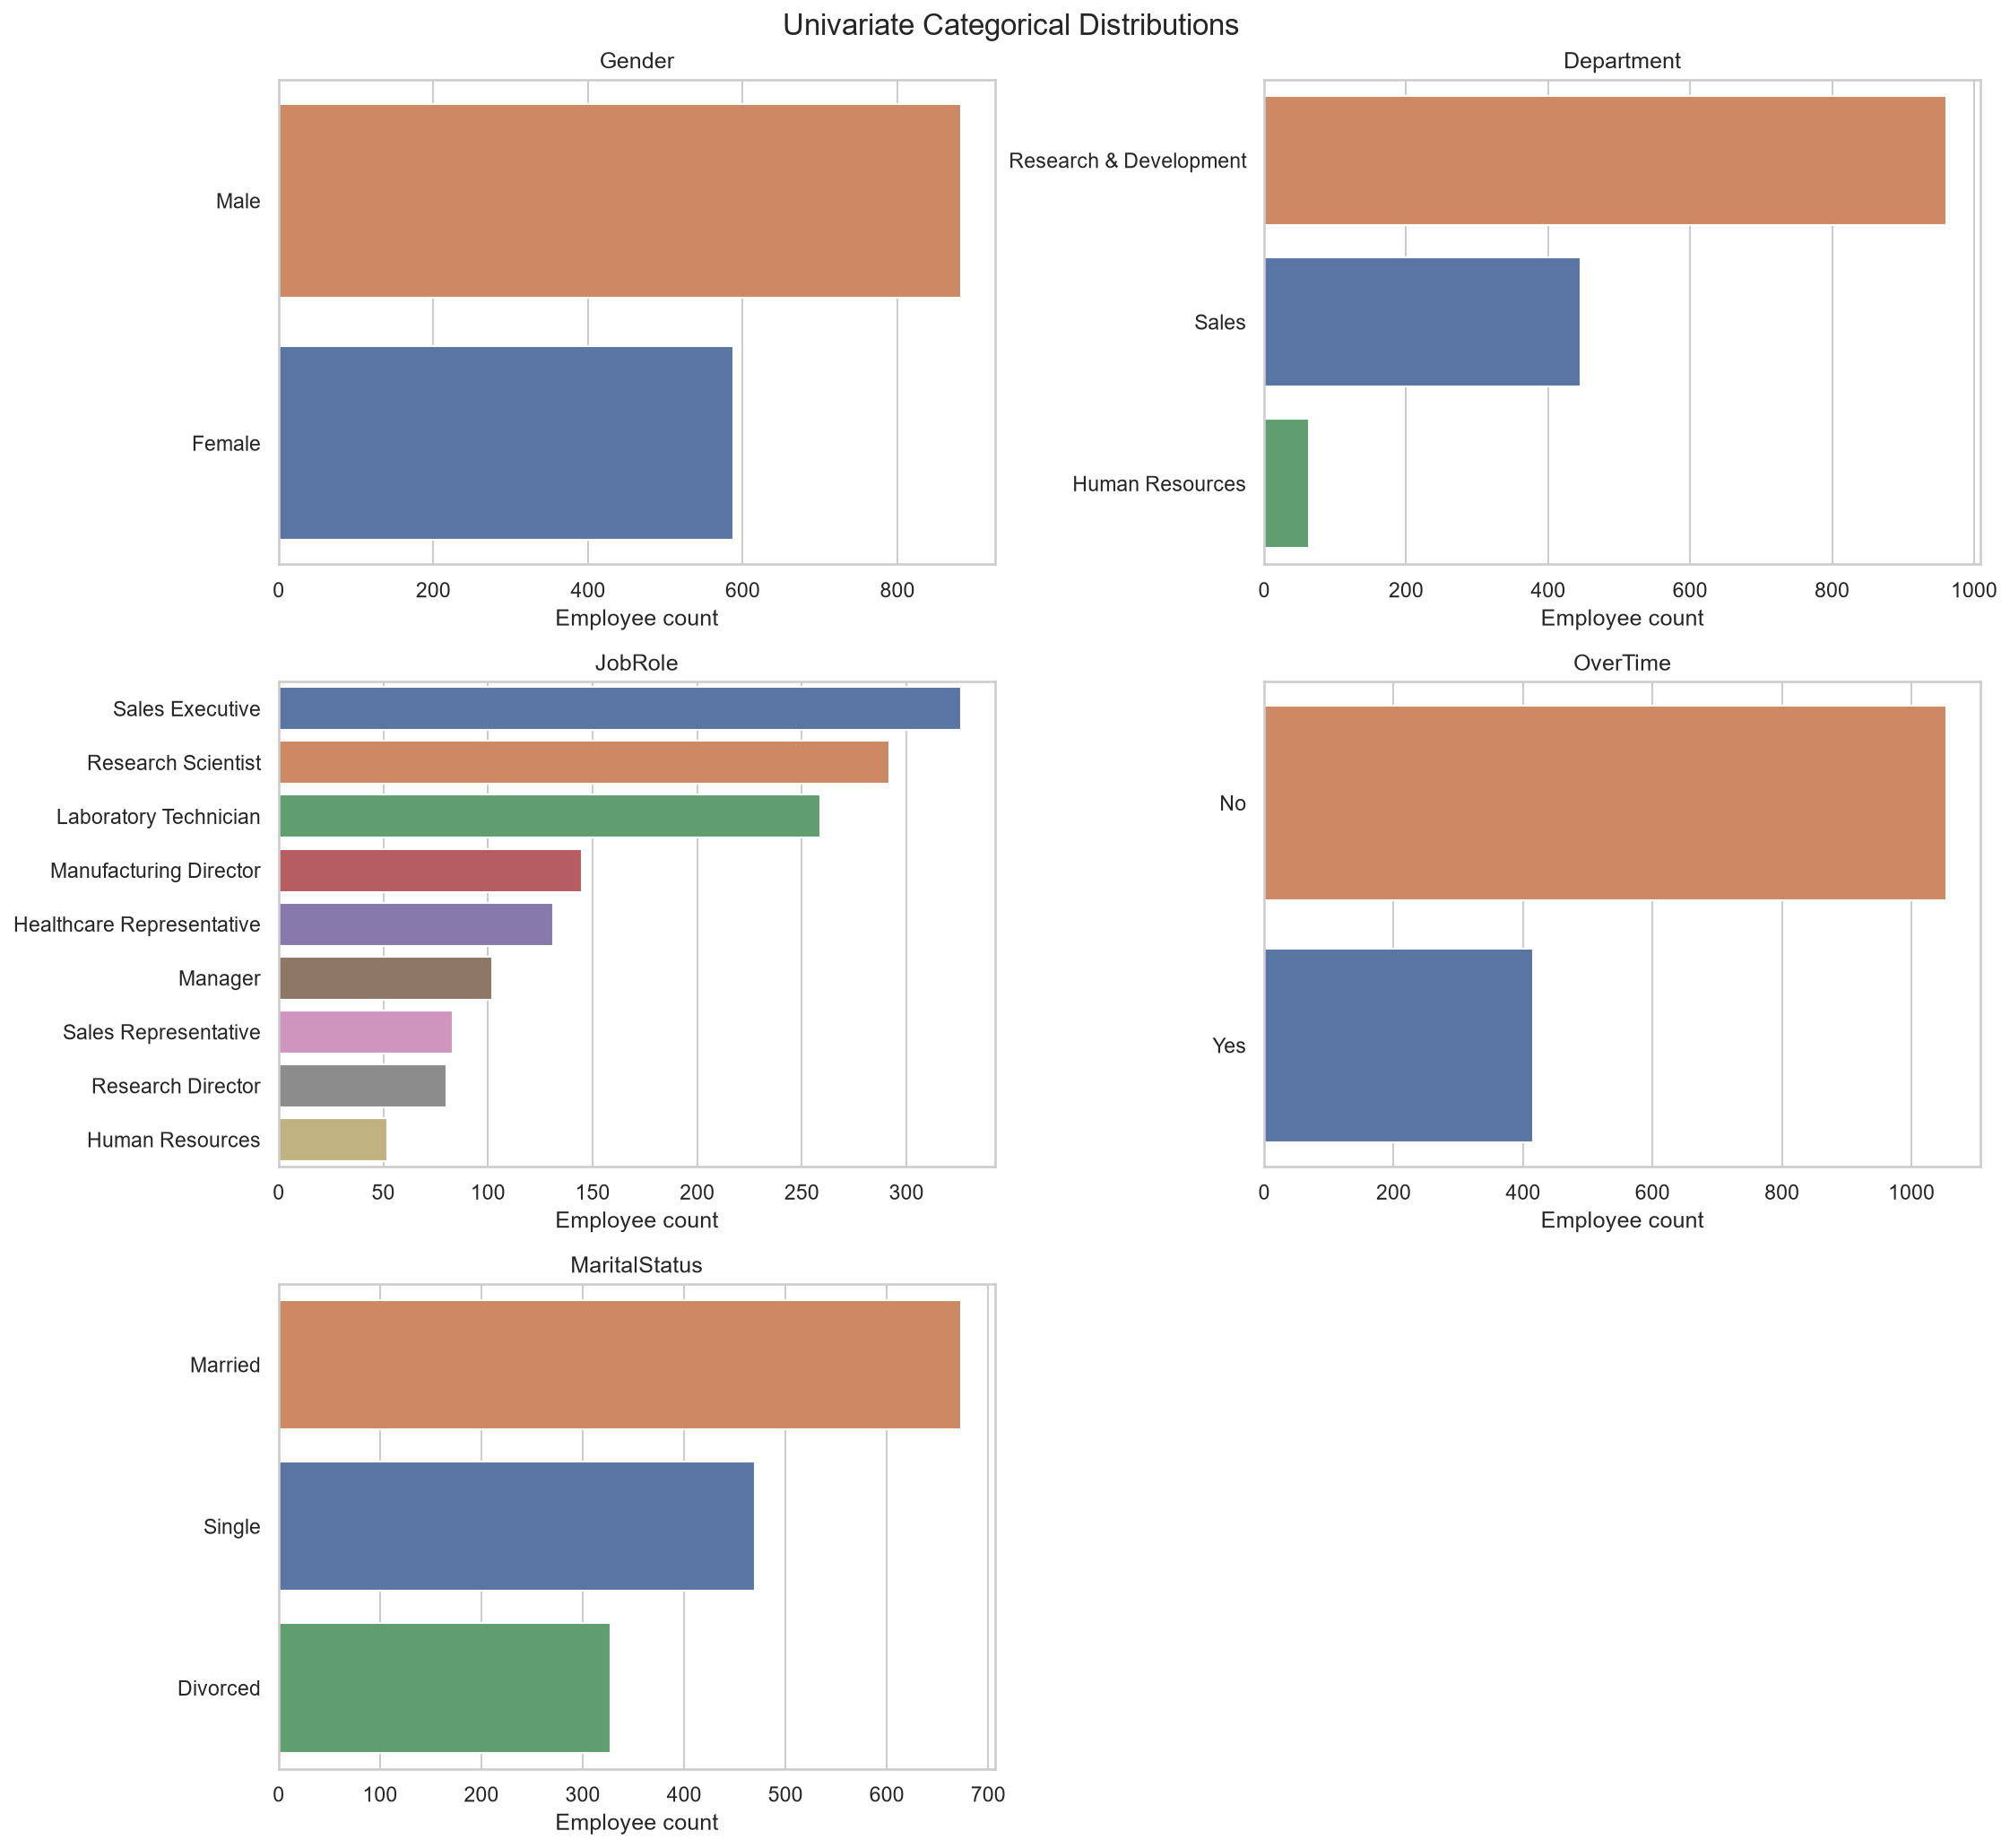 Univariate Categorical Distributions
Gender
Male
Female
0 200 400 600 800
Employee count
Department
Research & Development
Sales
Human Resources
0 200 400 600 800 1000
Employee count
JobRole
Sales Executive
Research Scientist
Laboratory Technician
Manufacturing Director
Healthcare Representative
Manager
Sales Representative
Research Director
Human Resources
0 50 100 150 200 250 300
Employee count
OverTime
No
Yes
0 200 400 600 800 1000
Employee count
MaritalStatus
Married
Single
Divorced
0 100 200 300 400 500 600 700
Employee count